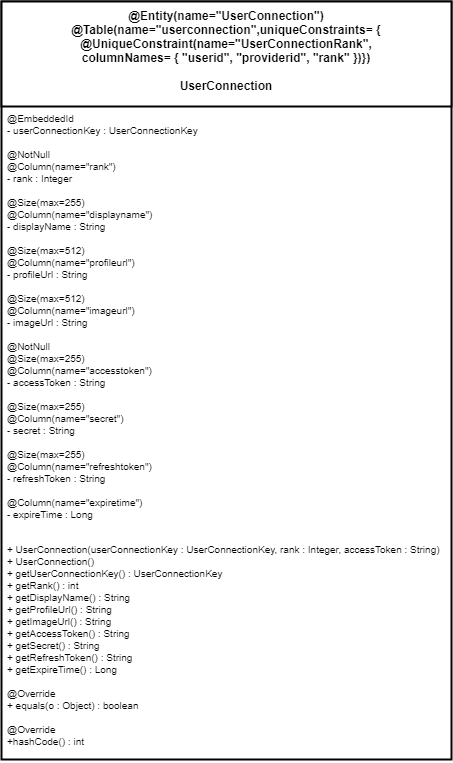 @Entity(name="UserConnection")
@Table(name="userconnection",uniqueConstraints= {
@UniqueConstraint(name="UserConnectionRank",
columnNames= { "userid", "providerid", "rank" })})
UserConnection
@EmbeddedId
- userConnectionKey : UserConnectionKey
@NotNull
@Column(name="rank")
- rank : Integer
@Size(max=255)
@Column(name="displayname")
- displayName : String
@Size(max=512)
@Column(name="profileurl")
- profileUrl : String
@Size(max=512)
@Column(name="imageurl")
- imageUrl : String
@NotNull
@Size(max=255)
@Column(name="accesstoken")
- accessToken : String
@Size(max=255)
@Column(name="secret")
- secret : String
@Size(max=255)
@Column(name="refreshtoken")
- refreshToken : String
@Column(name="expiretime")
- expireTime : Long
+ UserConnection(userConnectionKey : UserConnectionKey, rank : Integer, accessToken : String)
+ UserConnection()
+ getUserConnectionKey() : UserConnectionKey
+ getRank() : int
+ getDisplayName() : String
+ getProfileUrl() : String
+ getImageUrl() : String
+ getAccessToken() : String
+ getSecret() : String
+ getRefreshToken() : String
+ getExpireTime() : Long
@Override
+ equals(o : Object) : boolean
@Override
+hashCode() : int